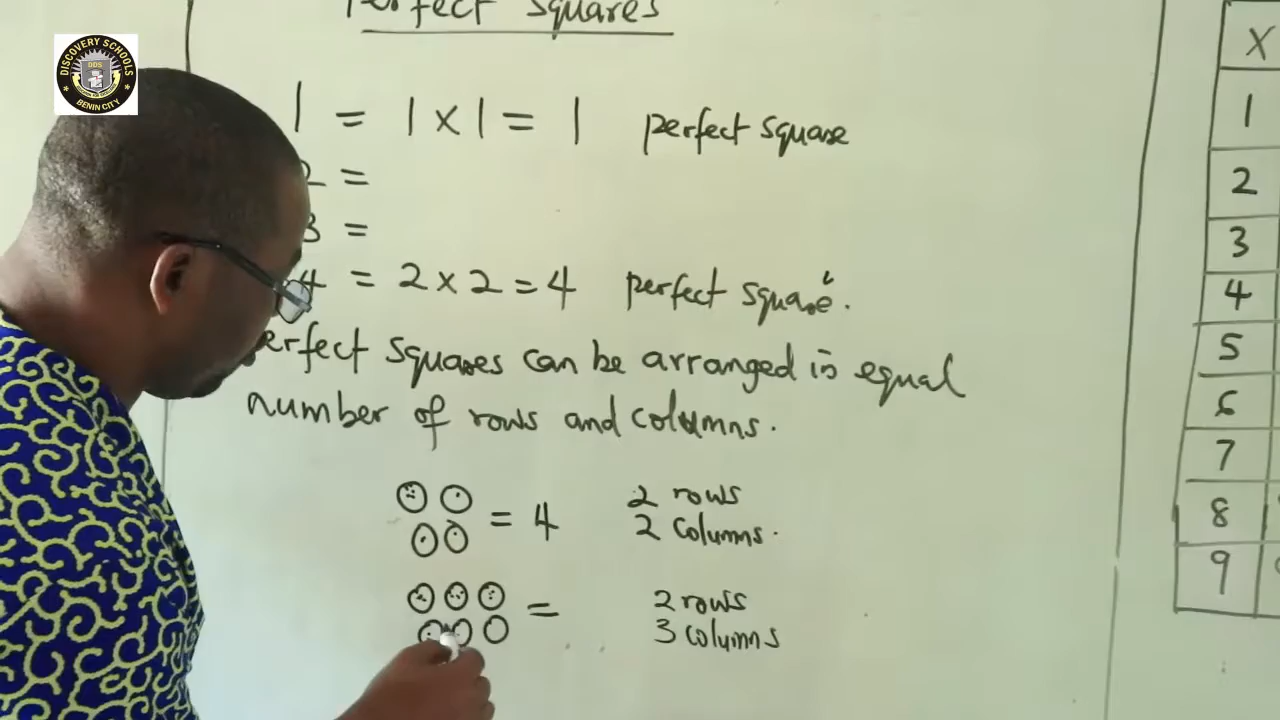 Perfect Squares
1 = 1 x 1 = 1 perfect square
2 =
3 =
4 = 2 x 2 = 4 perfect square.
erfect squares can be arranged in equal
number of rows and columns.
= 4 2 rows
2 columns.
= 2 rows
3 columns
X
1
2
3
4
5
6
7
8
9
DISCOVERY SCHOOLS
DDS
BENIN CITY